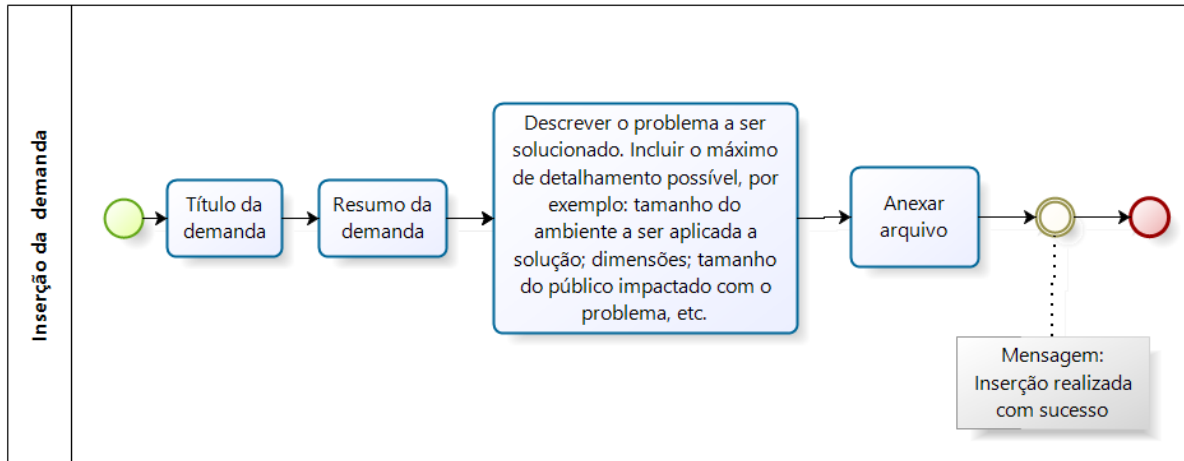 Inserção da demanda
Título da
demanda
Resumo da
demanda
Descrever o problema a ser
solucionado. Incluir o máximo
de detalhamento possível, por
exemplo: tamanho do
ambiente a ser aplicada a
solução; dimensões; tamanho
do público impactado com o
problema, etc.
Anexar
arquivo
Mensagem:
Inserção realizada
com sucesso